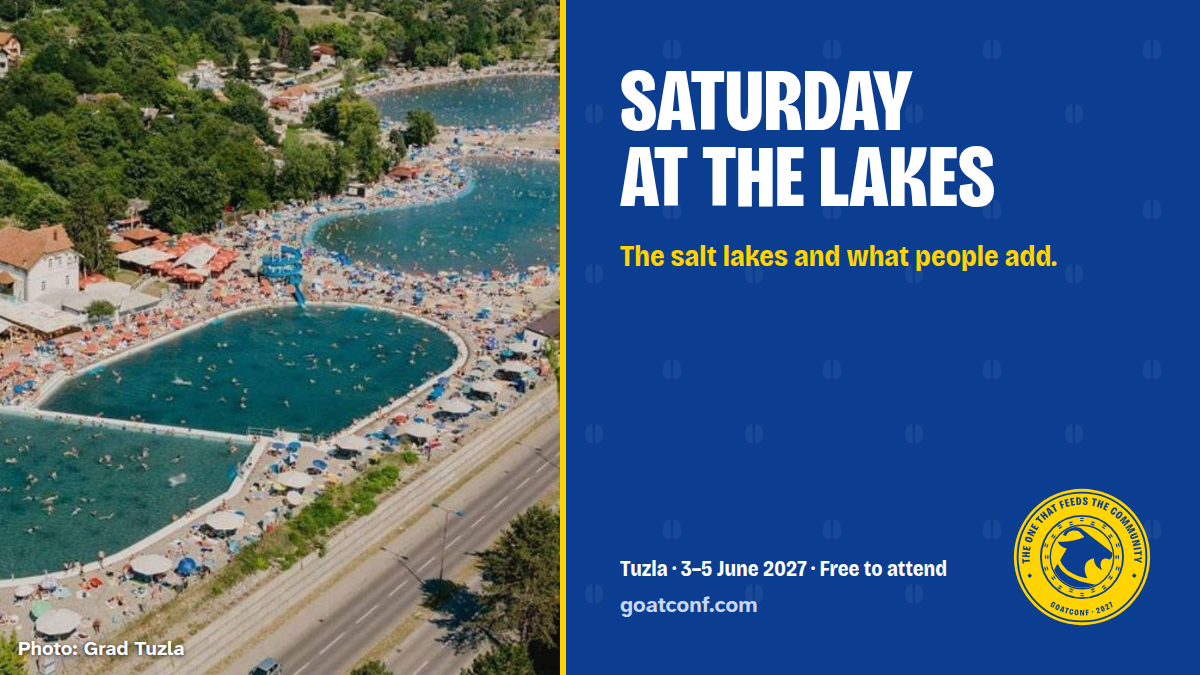 SATURDAY
AT THE LAKES
The salt lakes and what people add.
Tuzla · 3–5 June 2027 · Free to attend
goatconf.com
THE ONE THAT FEEDS THE COMMUNITY
GOATCONF · 2027
Photo: Grad Tuzla